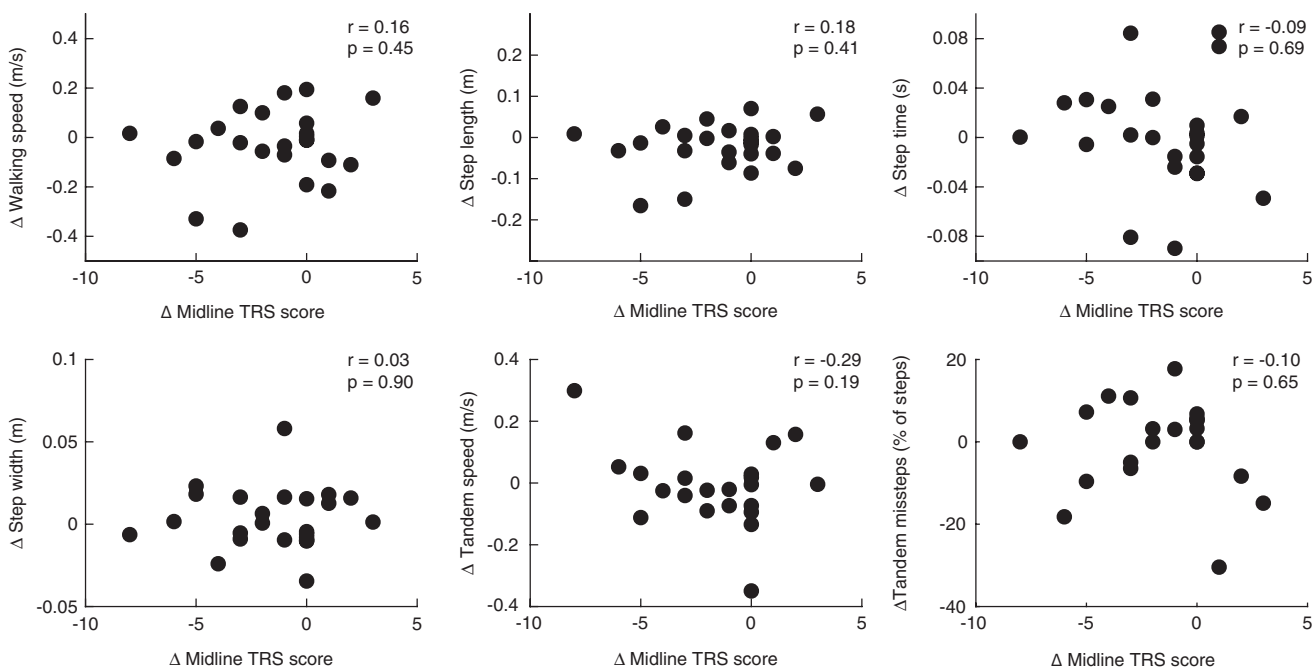 r = 0.16
p = 0.45
Δ Walking speed (m/s)
0.4
0.2
0
-0.2
-0.4
-10
-5
0
5
Δ Midline TRS score
r = 0.18
p = 0.41
Δ Step length (m)
0.2
0.1
0
-0.1
-0.2
-10
-5
0
5
Δ Midline TRS score
r = -0.09
p = 0.69
Δ Step time (s)
0.08
0.04
0
-0.04
-0.08
-10
-5
0
5
Δ Midline TRS score
r = 0.03
p = 0.90
Δ Step width (m)
0.1
0.05
0
-0.05
-10
-5
0
5
Δ Midline TRS score
r = -0.29
p = 0.19
Δ Tandem speed (m/s)
0.4
0.2
0
-0.2
-0.4
-10
-5
0
5
Δ Midline TRS score
r = -0.10
p = 0.65
ΔTandem missteps (% of steps)
20
0
-20
-40
-10
-5
0
5
Δ Midline TRS score